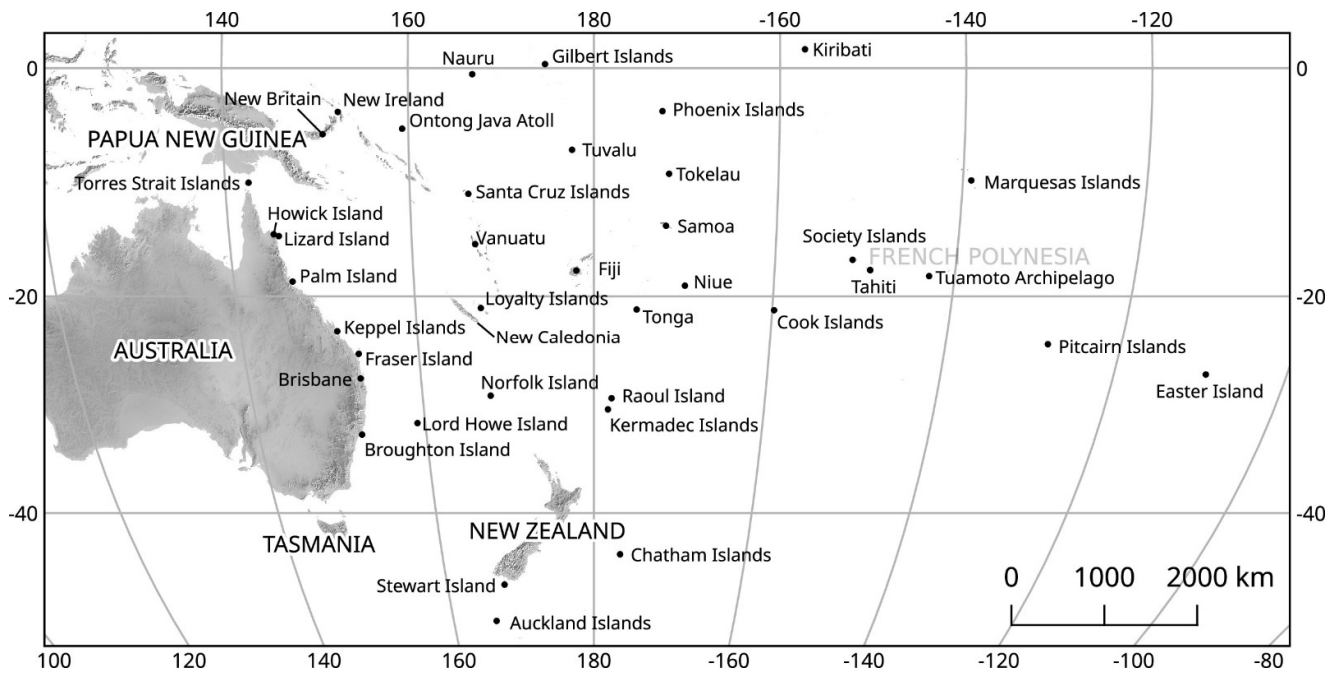 140 160 180 -160 -140 -120
Kiribati
Nauru
Gilbert Islands
0
0
New Britain
New Ireland
Phoenix Islands
Ontong Java Atoll
PAPUA NEW GUINEA
Tuvalu
Tokelau
Torres Strait Islands
Santa Cruz Islands
Marquesas Islands
Howick Island
Samoa
Lizard Island
Vanuatu
Society Islands
FRENCH POLYNESIA
Fiji
Palm Island
Niue
Tahiti
Tuamoto Archipelago
-20
-20
Loyalty Islands
Tonga
Cook Islands
Keppel Islands
New Caledonia
AUSTRALIA
Fraser Island
Pitcairn Islands
Brisbane
Norfolk Island
Easter Island
Raoul Island
Lord Howe Island
Kermadec Islands
Broughton Island
-40
-40
NEW ZEALAND
TASMANIA
Chatham Islands
0 1000 2000 km
Stewart Island
Auckland Islands
100 120 140 160 180 -160 -140 -120 -100 -80